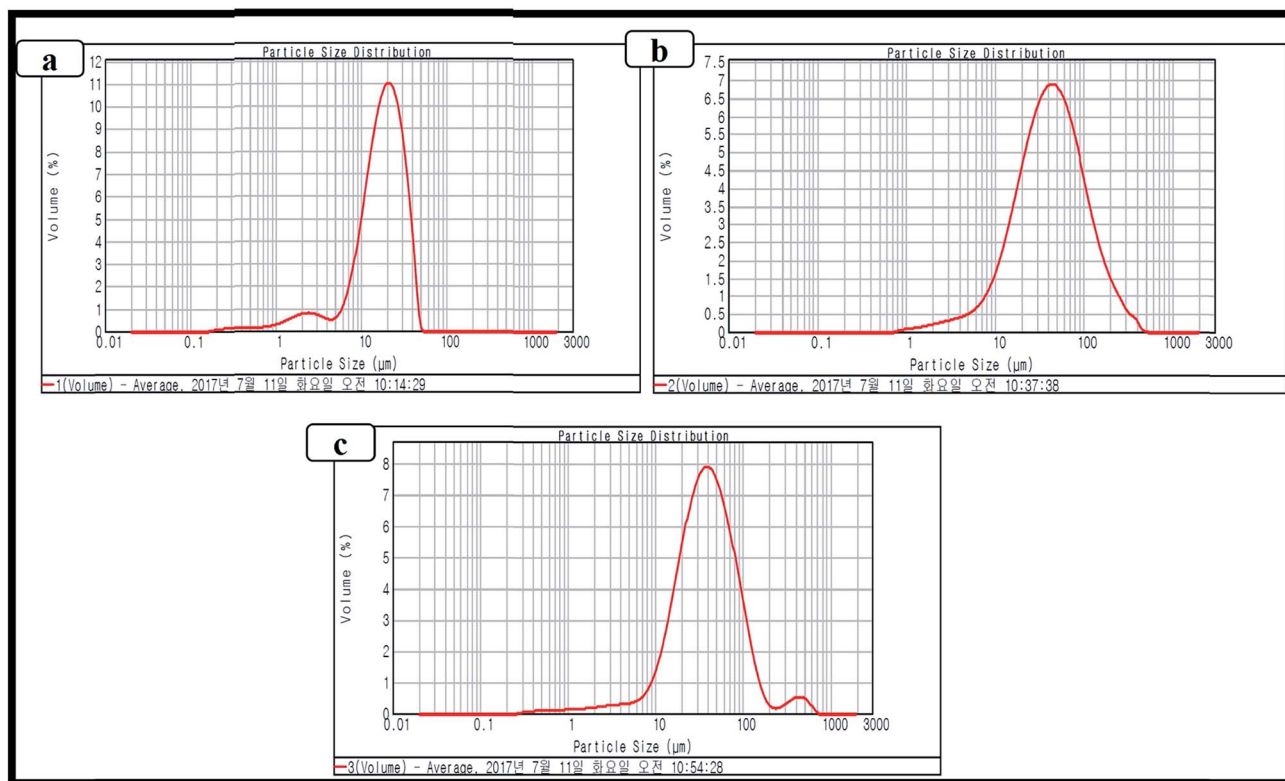 a
Particle Size Distribution
12
11
10
9
8
7
6
5
4
3
2
1
0
Volume (%)
0.01 0.1 1 10 100 1000 3000
Particle Size (µm)
1(Volume) - Average, 2017년 7월 11일 화요일 오전 10:14:29
b
Particle Size Distribution
7.5
7
6.5
6
5.5
5
4.5
4
3.5
3
2.5
2
1.5
1
0.5
0
Volume (%)
0.01 0.1 1 10 100 1000 3000
Particle Size (µm)
2(Volume) - Average, 2017년 7월 11일 화요일 오전 10:37:38
c
Particle Size Distribution
8
7
6
5
4
3
2
1
0
Volume (%)
0.01 0.1 1 10 100 1000 3000
Particle Size (µm)
3(Volume) - Average, 2017년 7월 11일 화요일 오전 10:54:28